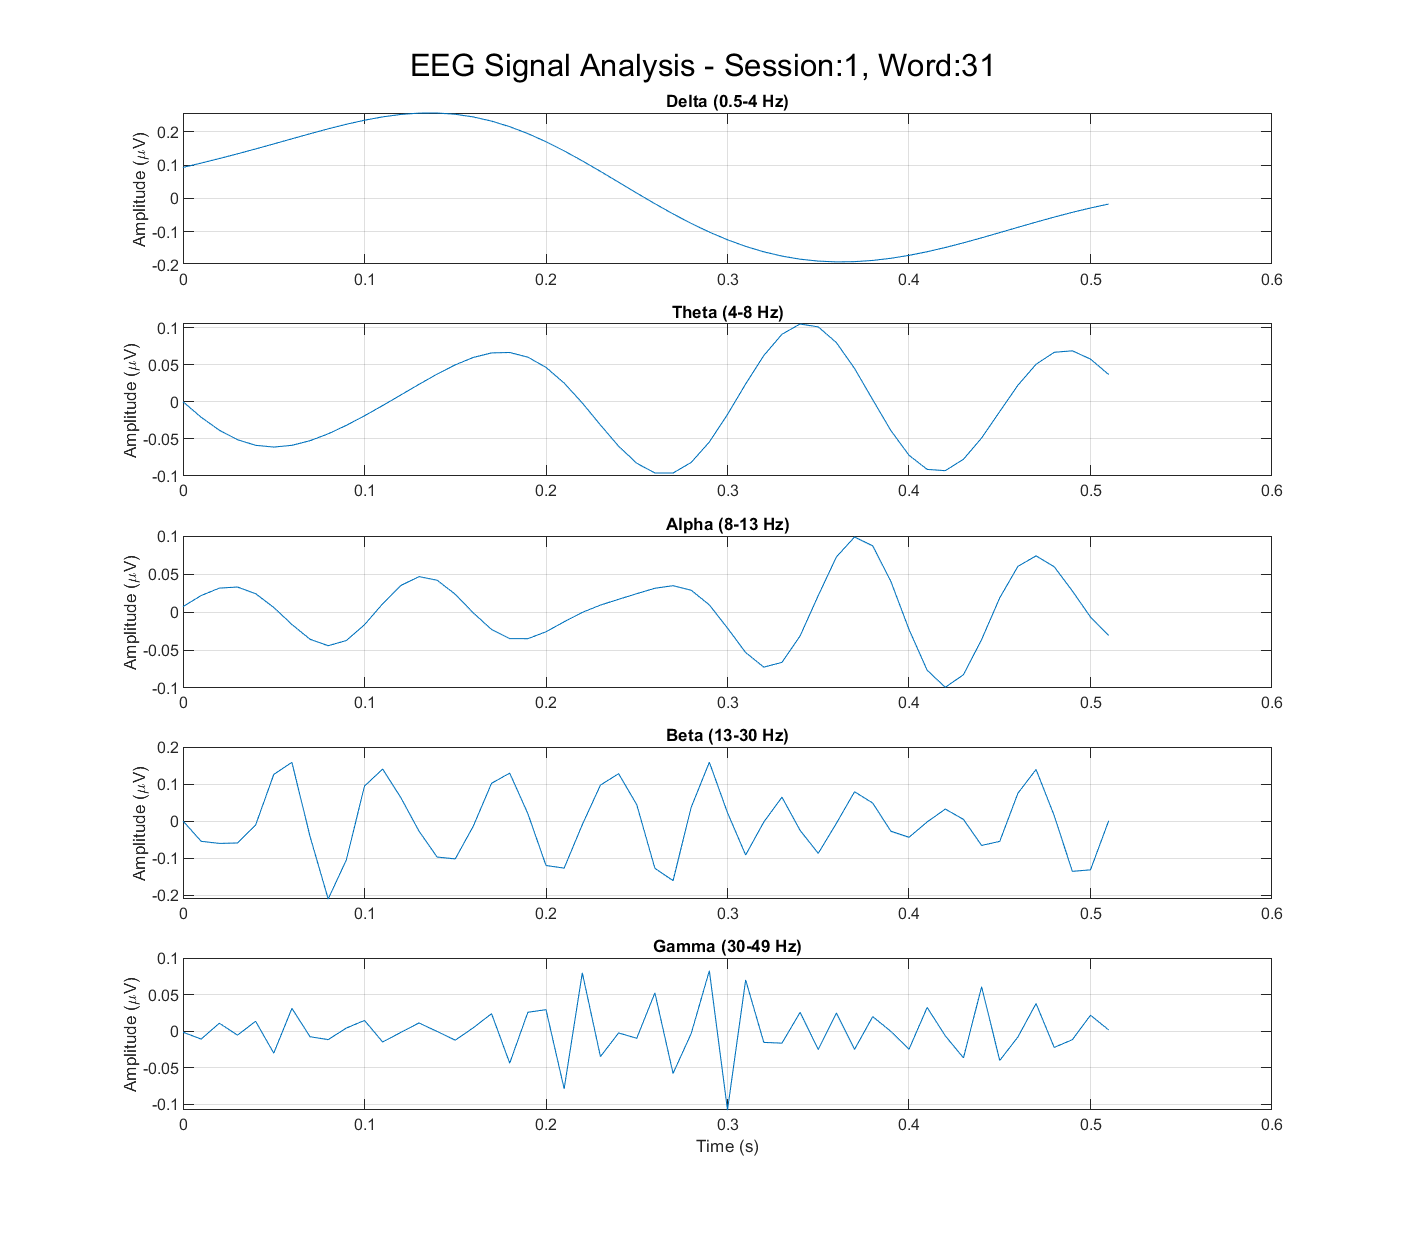 EEG Signal Analysis - Session:1, Word:31
Delta (0.5-4 Hz)
Amplitude (μV)
0.2
0.1
0
-0.1
-0.2
0 0.1 0.2 0.3 0.4 0.5 0.6
Theta (4-8 Hz)
Amplitude (μV)
0.1
0.05
0
-0.05
-0.1
0 0.1 0.2 0.3 0.4 0.5 0.6
Alpha (8-13 Hz)
Amplitude (μV)
0.1
0.05
0
-0.05
-0.1
0 0.1 0.2 0.3 0.4 0.5 0.6
Beta (13-30 Hz)
Amplitude (μV)
0.2
0.1
0
-0.1
-0.2
0 0.1 0.2 0.3 0.4 0.5 0.6
Gamma (30-49 Hz)
Amplitude (μV)
0.1
0.05
0
-0.05
-0.1
0 0.1 0.2 0.3 0.4 0.5 0.6
Time (s)